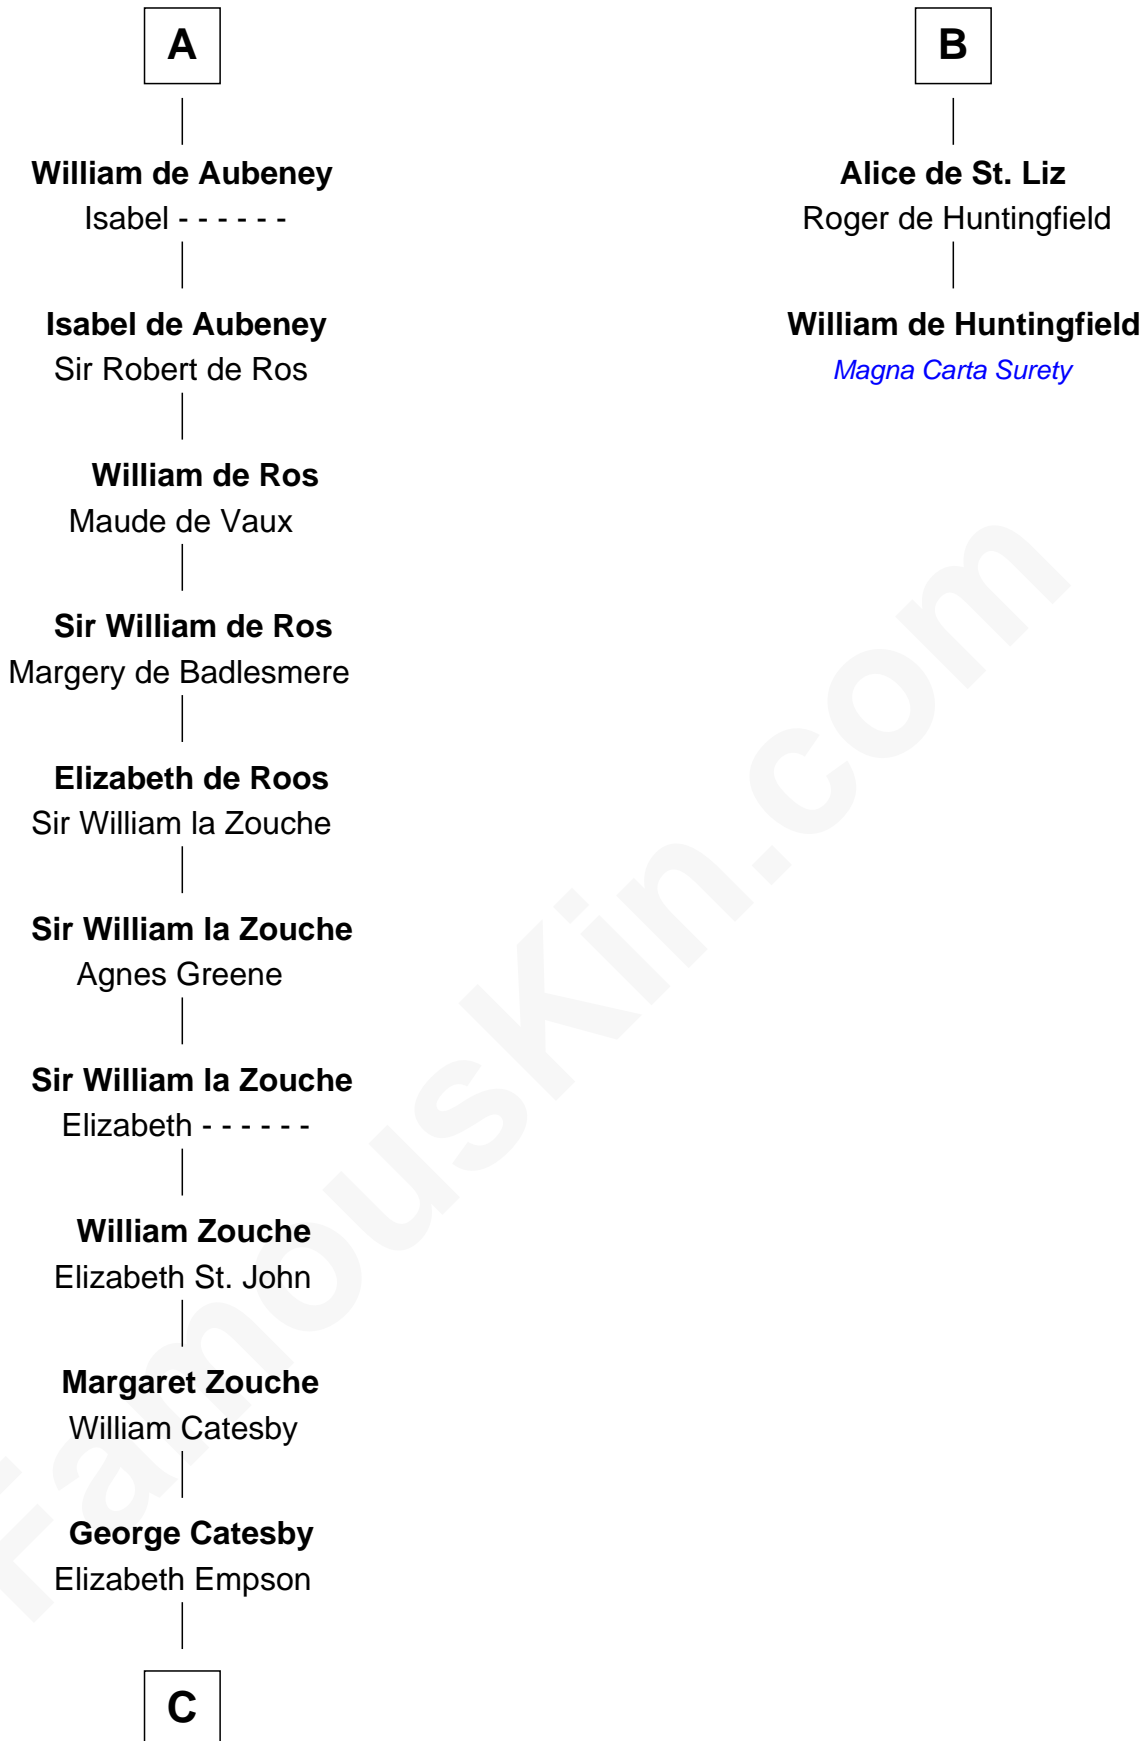 A
William de Aubeney
Isabel - - - - - -
Isabel de Aubeney
Sir Robert de Ros
William de Ros
Maude de Vaux
Sir William de Ros
Margery de Badlesmere
Elizabeth de Roos
Sir William la Zouche
Sir William la Zouche
Agnes Greene
Sir William la Zouche
Elizabeth - - - - - -
William Zouche
Elizabeth St. John
Margaret Zouche
William Catesby
George Catesby
Elizabeth Empson
C
B
Alice de St. Liz
Roger de Huntingfield
William de Huntingfield
Magna Carta Surety
FamousKin.com